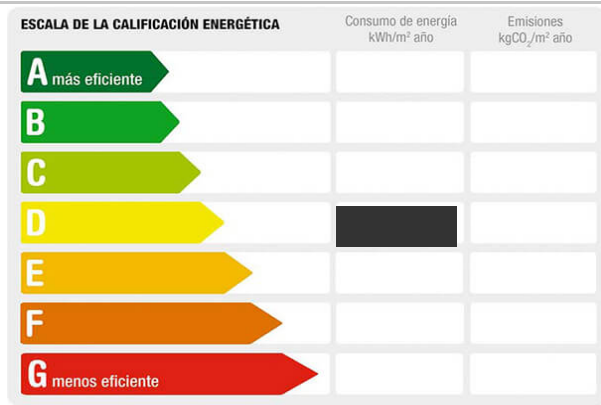 ESCALA DE LA CALIFICACIÓN ENERGÉTICA
Consumo de energía
kWh/m² año
Emisiones
kgCO₂/m² año
A más eficiente
B
C
D
E
F
G menos eficiente